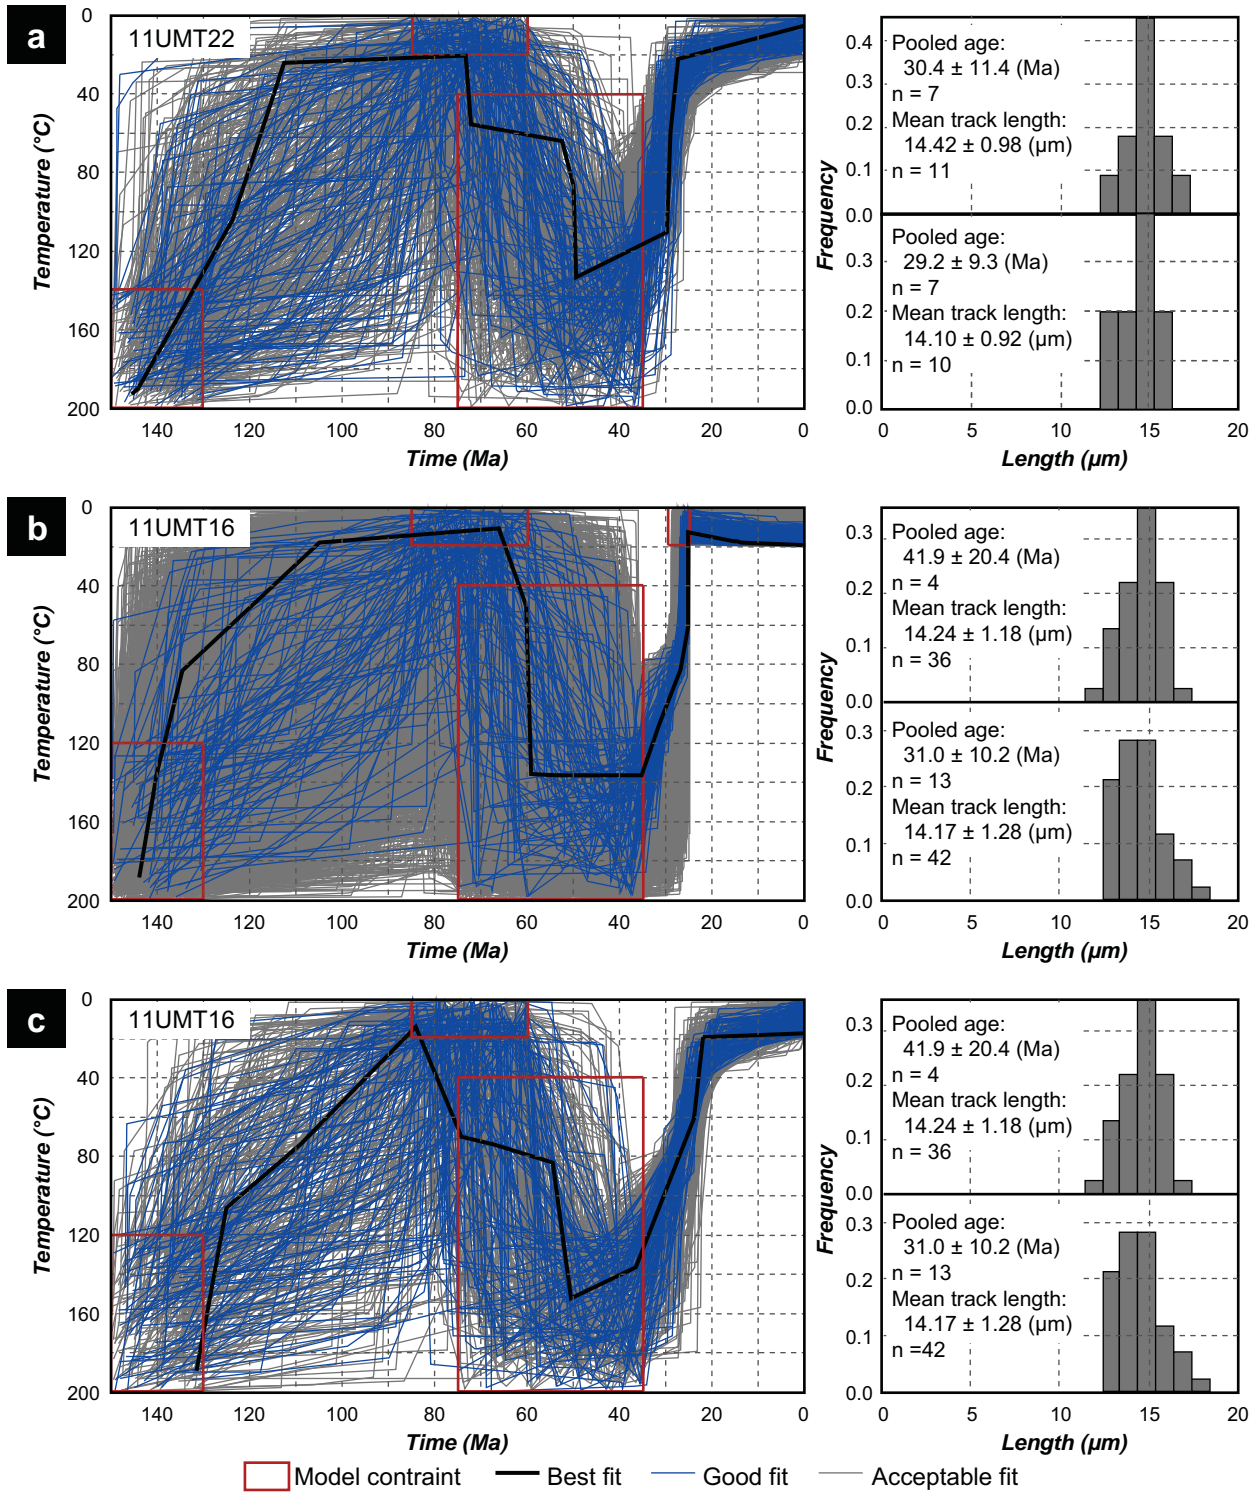 a
11UMT22
0
40
80
120
160
200
Temperature (°C)
140
120
100
80
60
40
20
0
Time (Ma)
0.4
0.3
0.2
0.1
0.0
0.3
0.2
0.1
0.0
Frequency
Pooled age:
30.4 ± 11.4 (Ma)
n = 7
Mean track length:
14.42 ± 0.98 (µm)
n = 11
Pooled age:
29.2 ± 9.3 (Ma)
n = 7
Mean track length:
14.10 ± 0.92 (µm)
n = 10
0
5
10
15
20
Length (µm)
b
11UMT16
0
40
80
120
160
200
Temperature (°C)
140
120
100
80
60
40
20
0
Time (Ma)
0.3
0.2
0.1
0.0
0.3
0.2
0.1
0.0
Frequency
Pooled age:
41.9 ± 20.4 (Ma)
n = 4
Mean track length:
14.24 ± 1.18 (µm)
n = 36
Pooled age:
31.0 ± 10.2 (Ma)
n = 13
Mean track length:
14.17 ± 1.28 (µm)
n = 42
0
5
10
15
20
Length (µm)
c
11UMT16
0
40
80
120
160
200
Temperature (°C)
140
120
100
80
60
40
20
0
Time (Ma)
0.3
0.2
0.1
0.0
0.3
0.2
0.1
0.0
Frequency
Pooled age:
41.9 ± 20.4 (Ma)
n = 4
Mean track length:
14.24 ± 1.18 (µm)
n = 36
Pooled age:
31.0 ± 10.2 (Ma)
n = 13
Mean track length:
14.17 ± 1.28 (µm)
n =42
0
5
10
15
20
Length (µm)
Model contraint
Best fit
Good fit
Acceptable fit